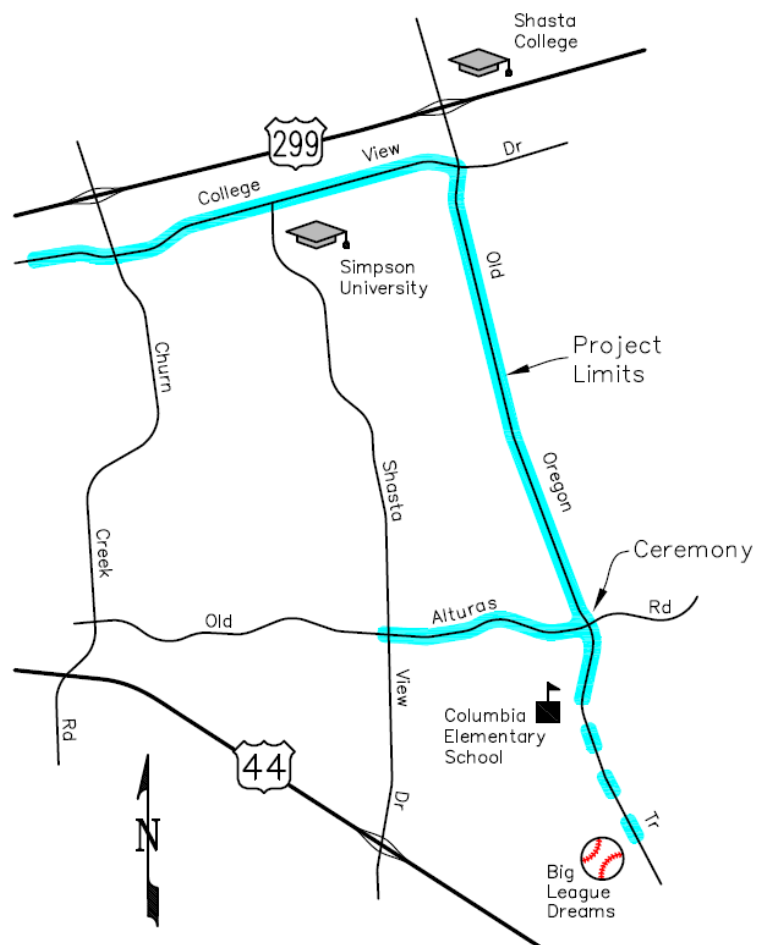 Shasta
College
299
View
Dr
College
Simpson
University
Old
Project
Limits
Churn
Shasta
Oregon
Creek
Ceremony
Alturas
Rd
Old
View
Columbia
Elementary
School
Rd
44
Dr
N
Tr
Big
League
Dreams